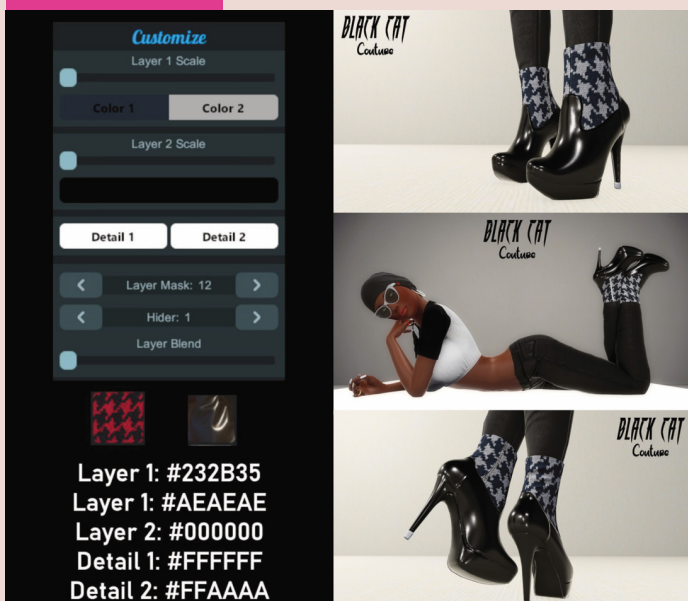 Customize
Layer 1 Scale
Color 1 Color 2
Layer 2 Scale
Detail 1 Detail 2
Layer Mask: 12
Hider: 1
Layer Blend
Layer 1: #232B35
Layer 1: #AEAEAE
Layer 2: #000000
Detail 1: #FFFFFF
Detail 2: #FFAAAA
BLACK CAT
Couture
BLACK CAT
Couture
BLACK CAT
Couture